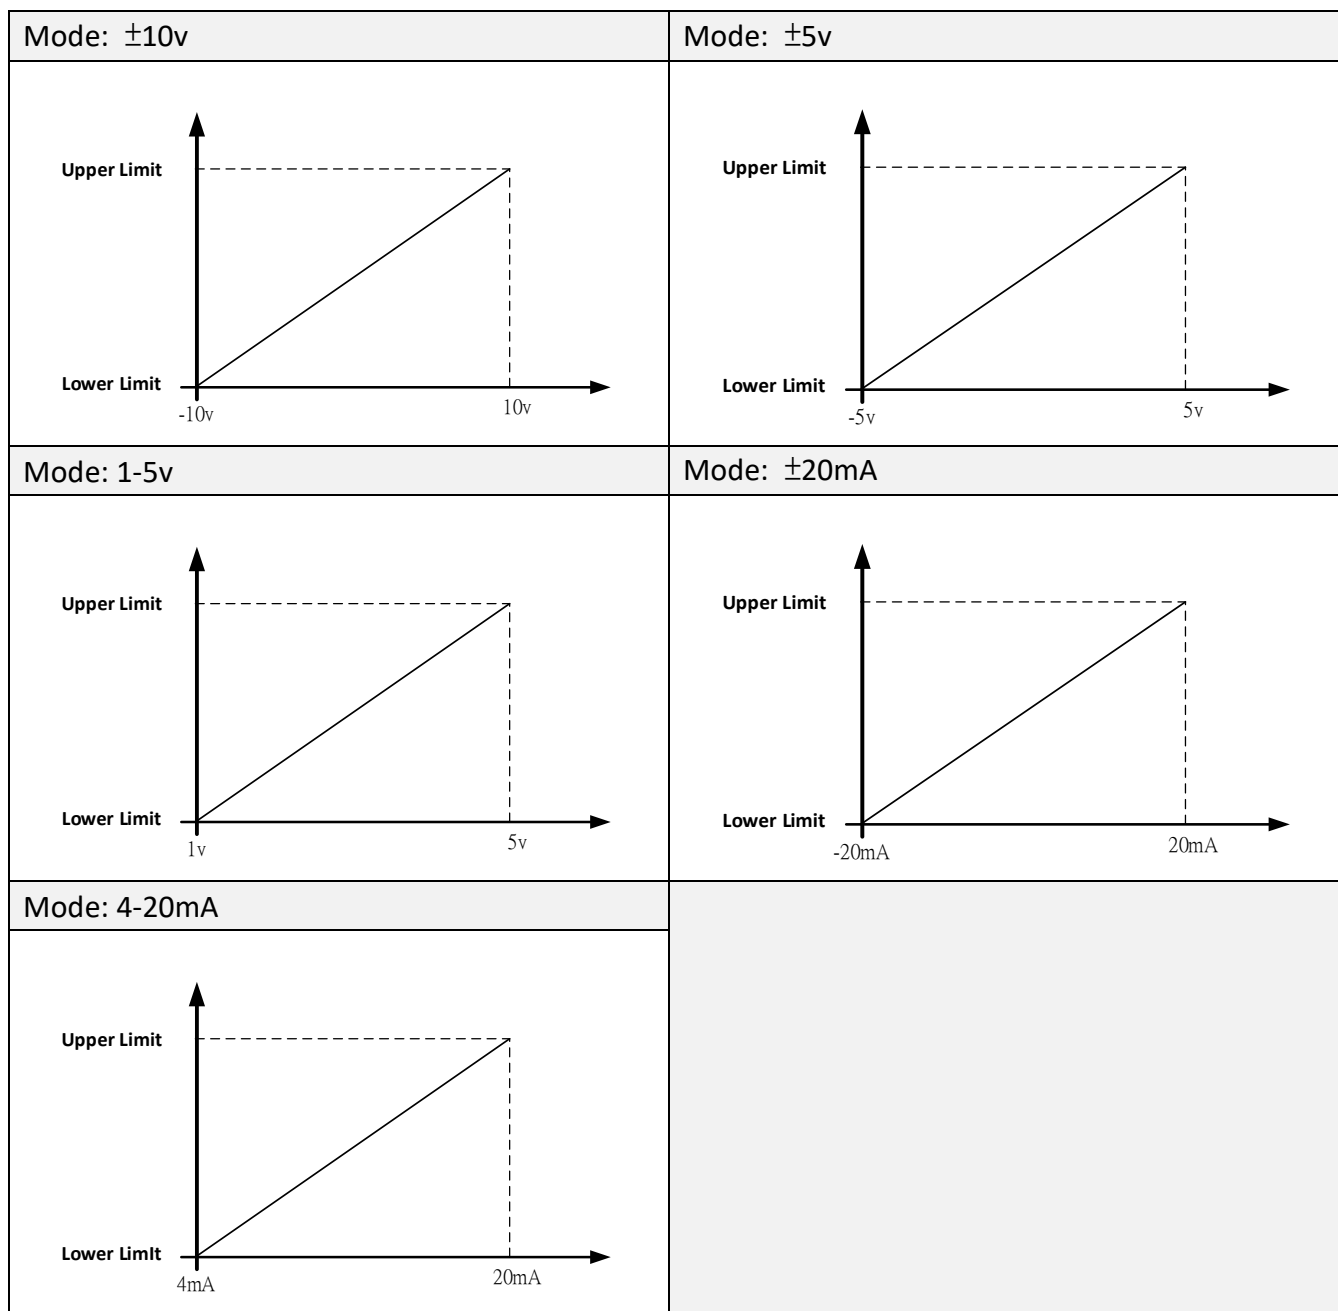 Mode: ±10v
Upper Limit
Lower Limit
-10v
10v
Mode: ±5v
Upper Limit
Lower Limit
-5v
5v
Mode: 1-5v
Upper Limit
Lower Limit
1v
5v
Mode: ±20mA
Upper Limit
Lower Limit
-20mA
20mA
Mode: 4-20mA
Upper Limit
Lower LimIt
4mA
20mA